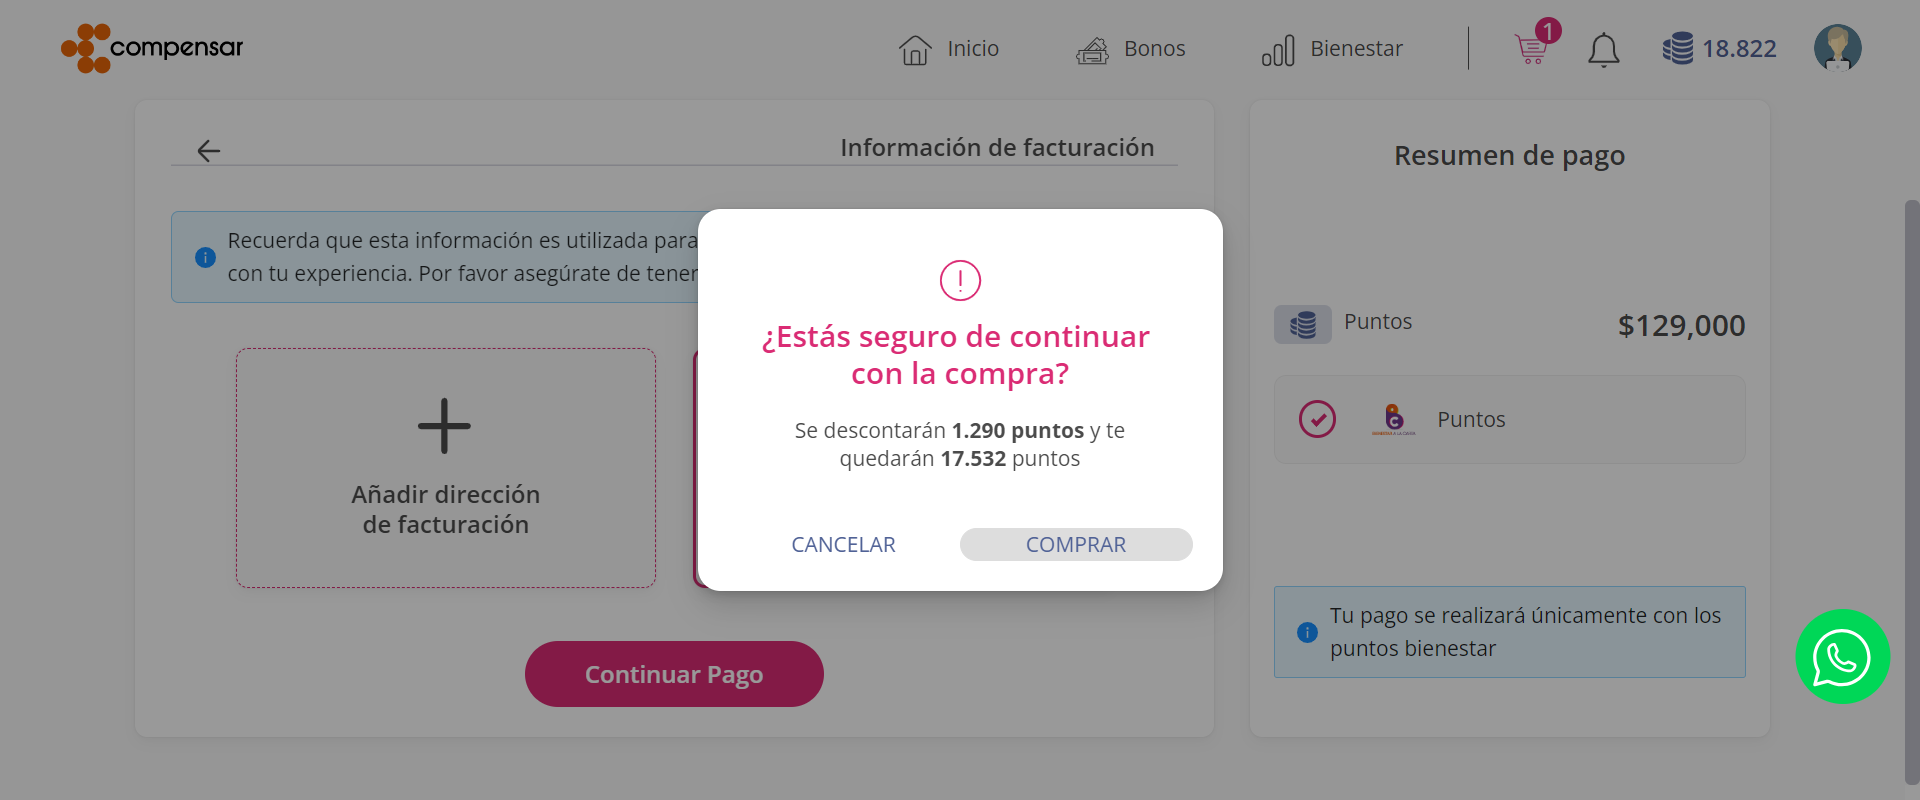 compensar
Inicio
Bonos
Bienestar
1
18.822
Información de facturación
Recuerda que esta información es utilizada para
con tu experiencia. Por favor asegúrate de tener
Añadir dirección
de facturación
Continuar Pago
¿Estás seguro de continuar
con la compra?
Se descontarán 1.290 puntos y te
quedarán 17.532 puntos
CANCELAR
COMPRAR
Resumen de pago
Puntos
$129,000
Puntos
Tu pago se realizará únicamente con los
puntos bienestar